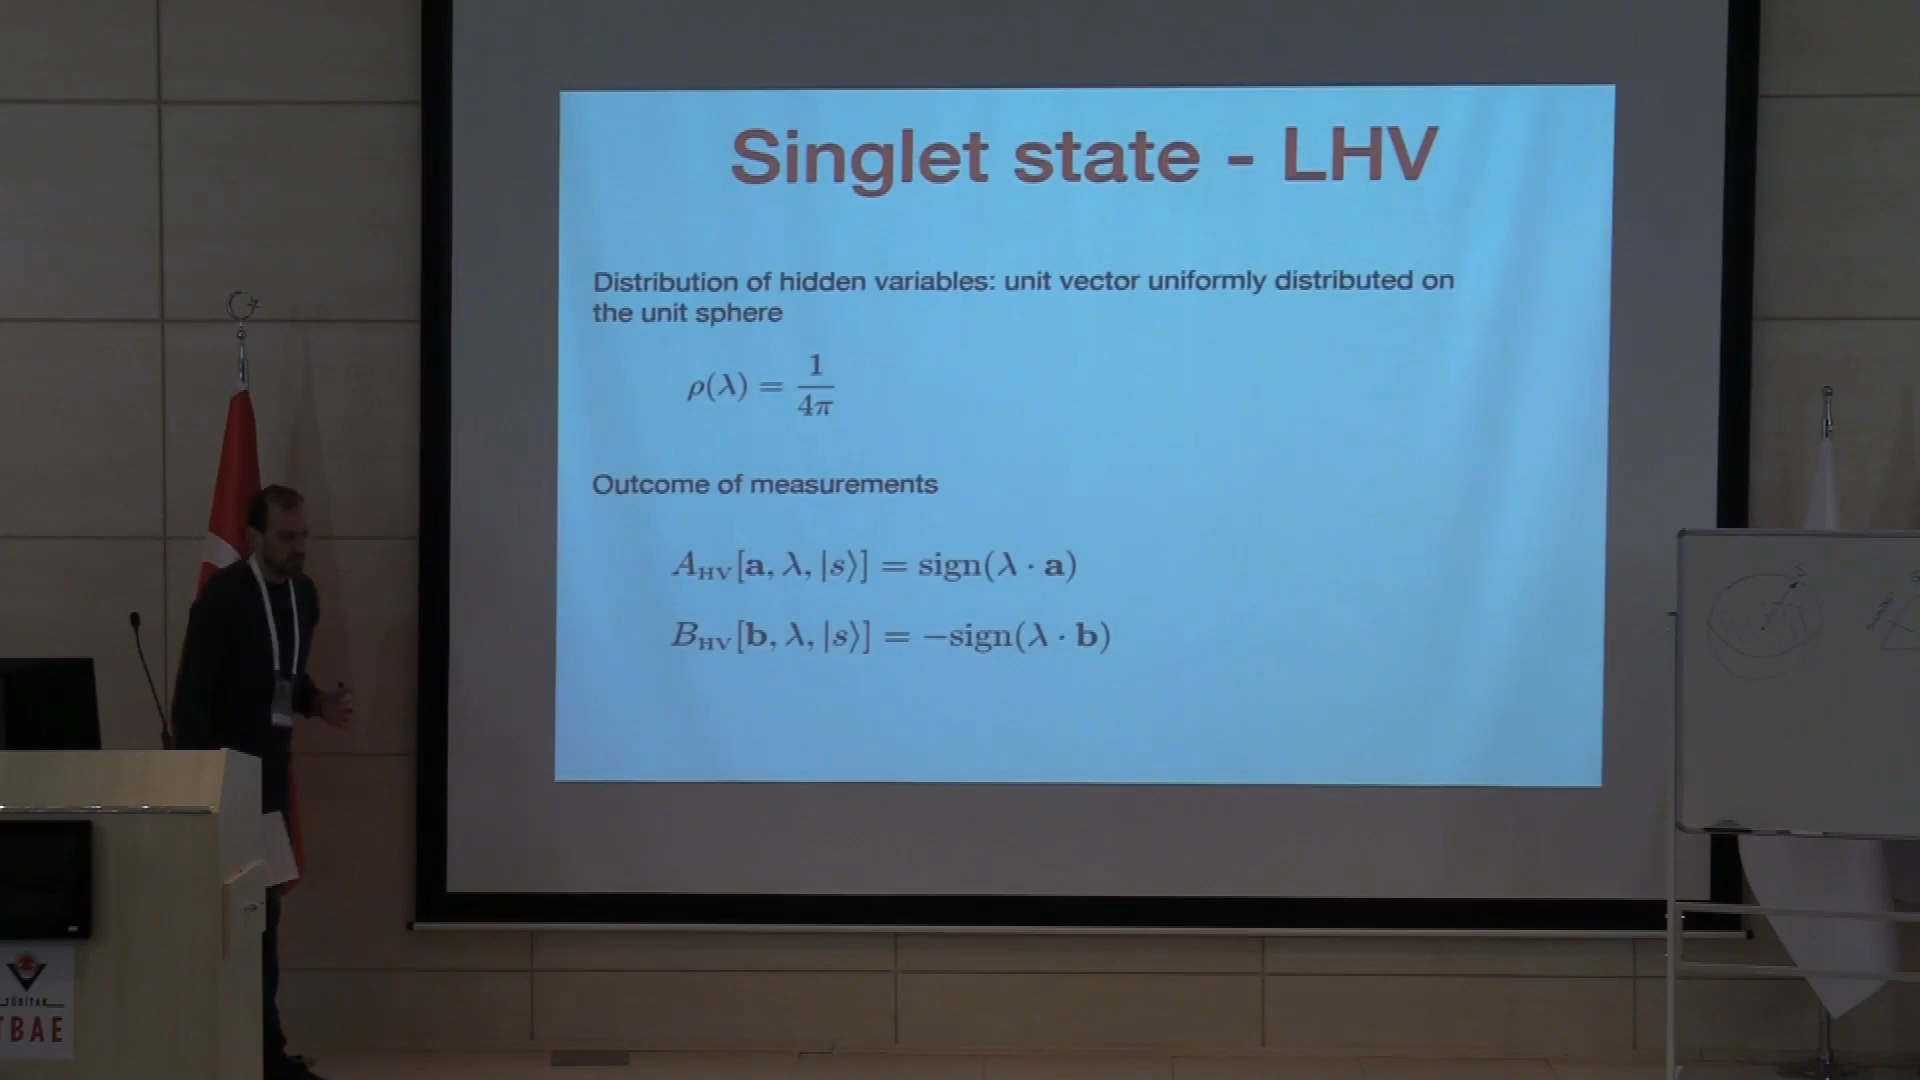 Singlet state - LHV
Distribution of hidden variables: unit vector uniformly distributed on
the unit sphere
ρ(λ) = 1/4π
Outcome of measurements
A_HV[a, λ, |s⟩] = sign(λ · a)
B_HV[b, λ, |s⟩] = −sign(λ · b)
TÜBİTAK
TBAE